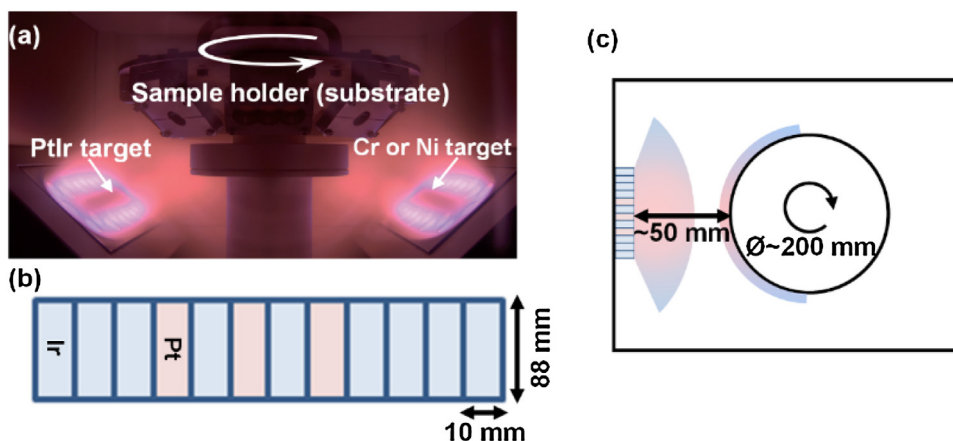 (a)
Sample holder (substrate)
PtIr target
Cr or Ni target
(b)
Ir
Pt
88 mm
10 mm
(c)
~50 mm
Ø~200 mm